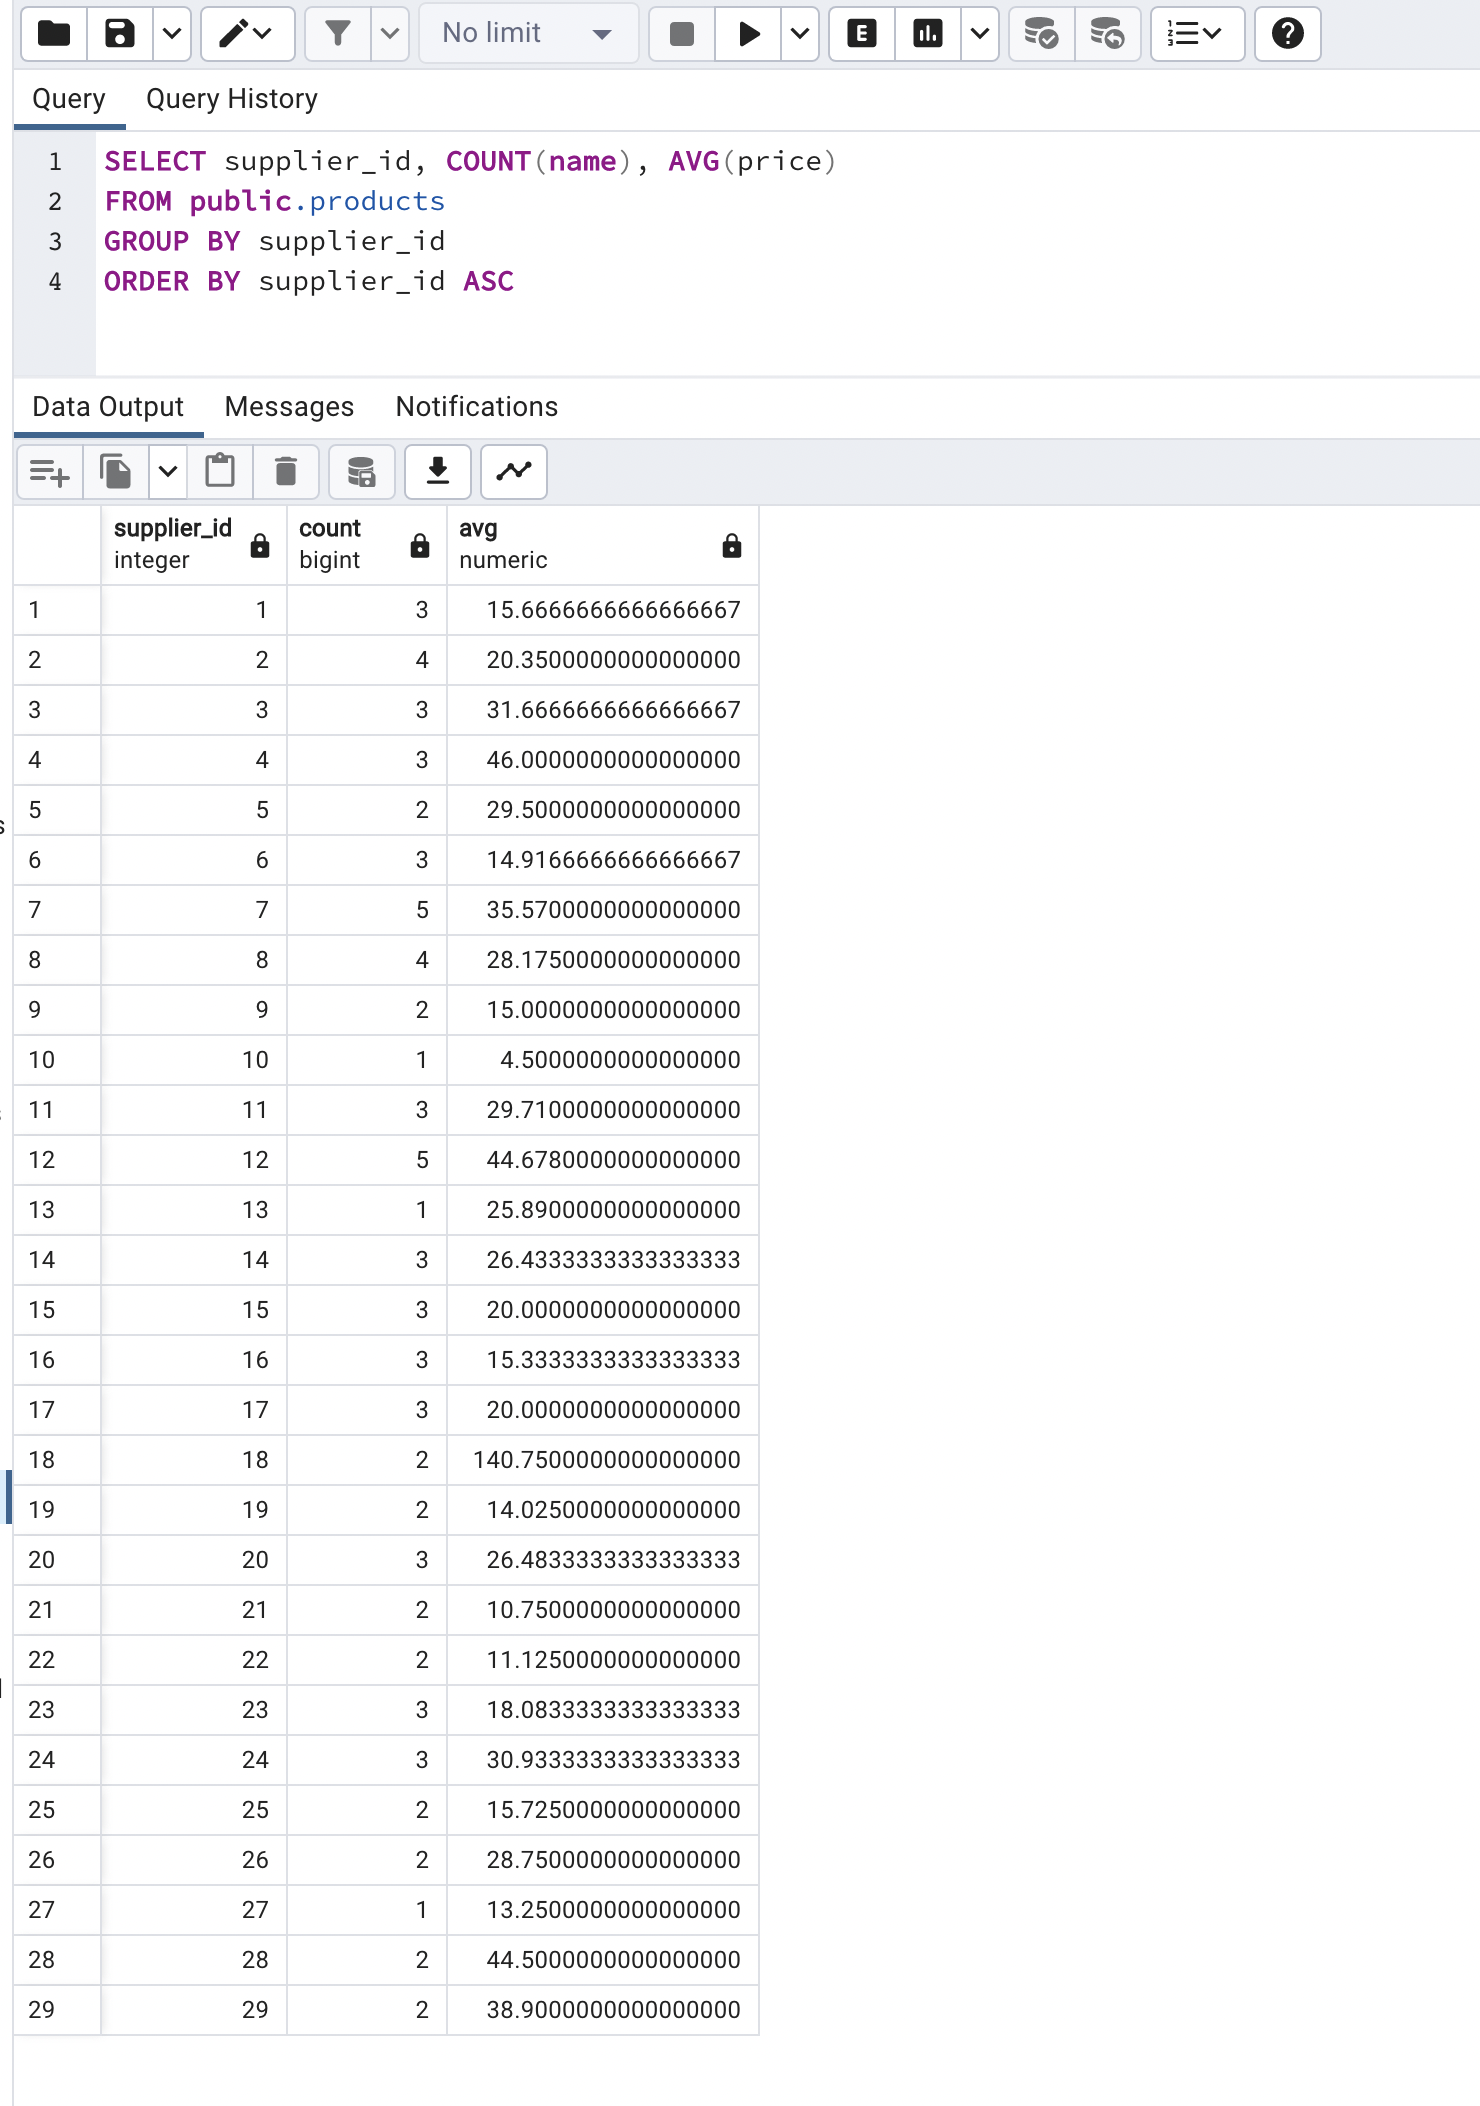 No limit
E
Query Query History
1 SELECT supplier_id, COUNT(name), AVG(price)
2 FROM public.products
3 GROUP BY supplier_id
4 ORDER BY supplier_id ASC
Data Output Messages Notifications
supplier_id count avg
integer bigint numeric
1 1 3 15.6666666666666667
2 2 4 20.3500000000000000
3 3 3 31.6666666666666667
4 4 3 46.0000000000000000
5 5 2 29.5000000000000000
6 6 3 14.9166666666666667
7 7 5 35.5700000000000000
8 8 4 28.1750000000000000
9 9 2 15.0000000000000000
10 10 1 4.5000000000000000
11 11 3 29.7100000000000000
12 12 5 44.6780000000000000
13 13 1 25.8900000000000000
14 14 3 26.4333333333333333
15 15 3 20.0000000000000000
16 16 3 15.3333333333333333
17 17 3 20.0000000000000000
18 18 2 140.7500000000000000
19 19 2 14.0250000000000000
20 20 3 26.4833333333333333
21 21 2 10.7500000000000000
22 22 2 11.1250000000000000
23 23 3 18.0833333333333333
24 24 3 30.9333333333333333
25 25 2 15.7250000000000000
26 26 2 28.7500000000000000
27 27 1 13.2500000000000000
28 28 2 44.5000000000000000
29 29 2 38.9000000000000000